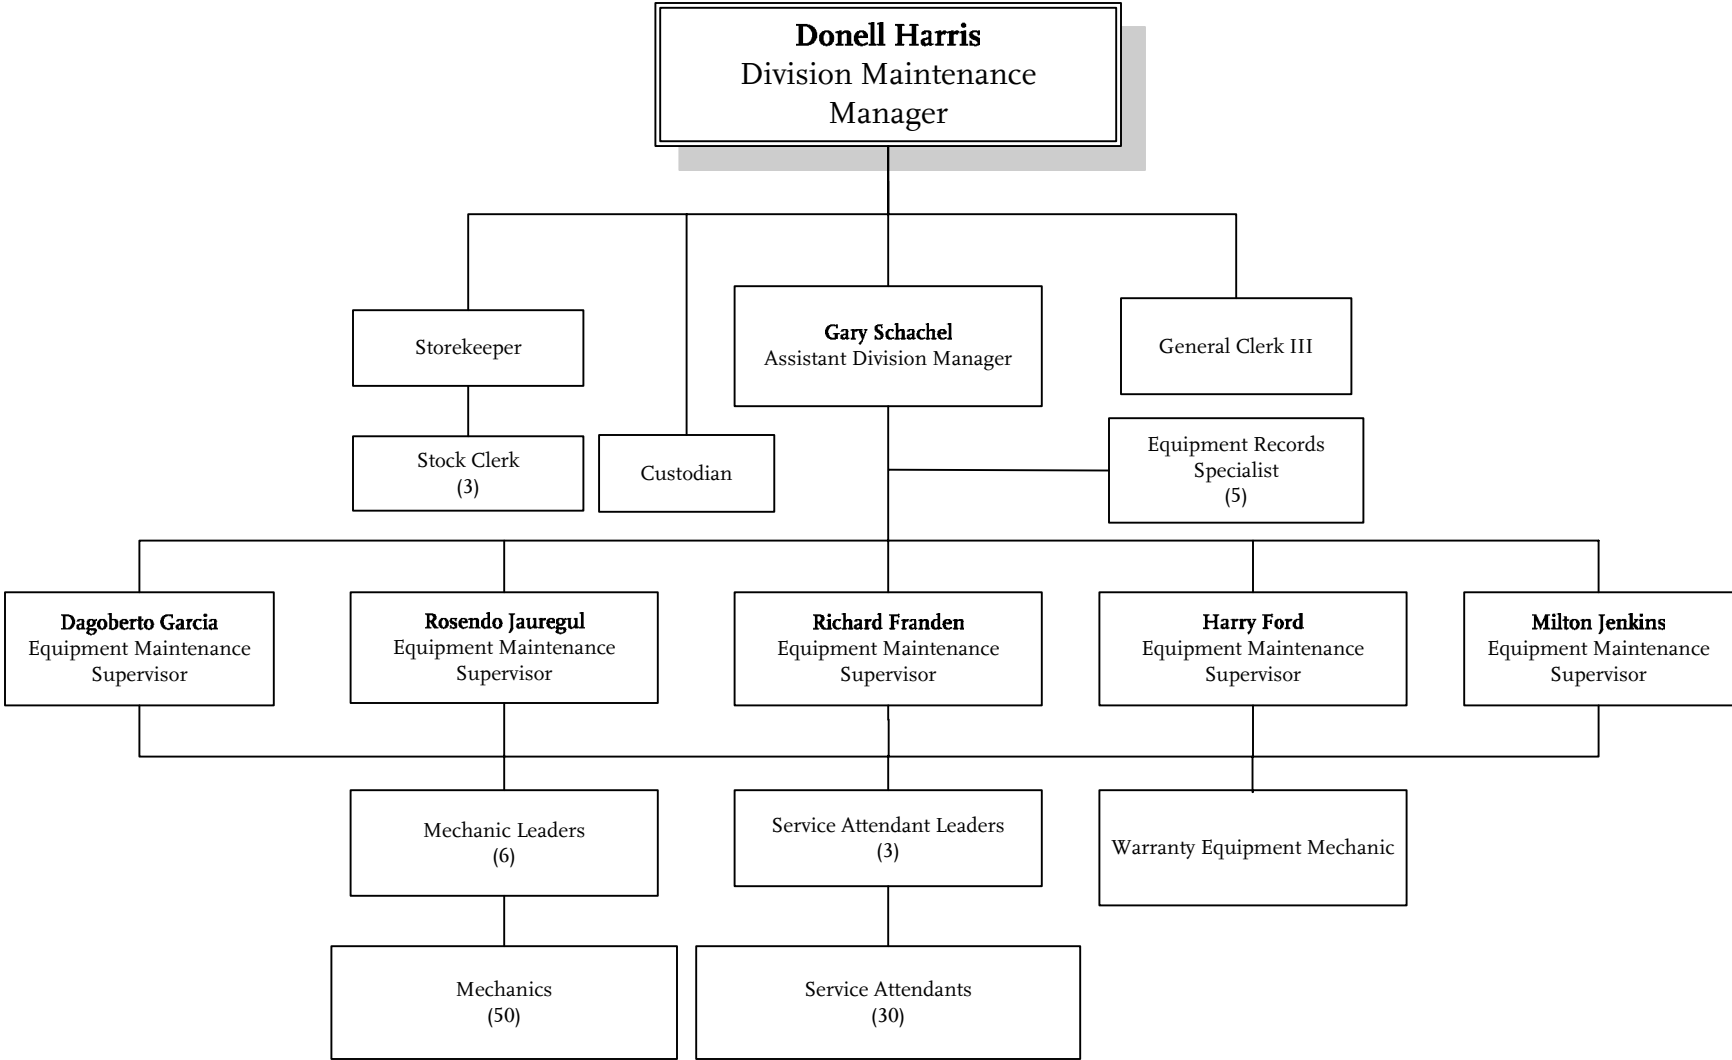 Donell Harris
Division Maintenance
Manager
Storekeeper
Gary Schachel
Assistant Division Manager
General Clerk III
Stock Clerk
(3)
Custodian
Equipment Records
Specialist
(5)
Dagoberto Garcia
Equipment Maintenance
Supervisor
Rosendo Jauregul
Equipment Maintenance
Supervisor
Richard Franden
Equipment Maintenance
Supervisor
Harry Ford
Equipment Maintenance
Supervisor
Milton Jenkins
Equipment Maintenance
Supervisor
Mechanic Leaders
(6)
Service Attendant Leaders
(3)
Warranty Equipment Mechanic
Mechanics
(50)
Service Attendants
(30)